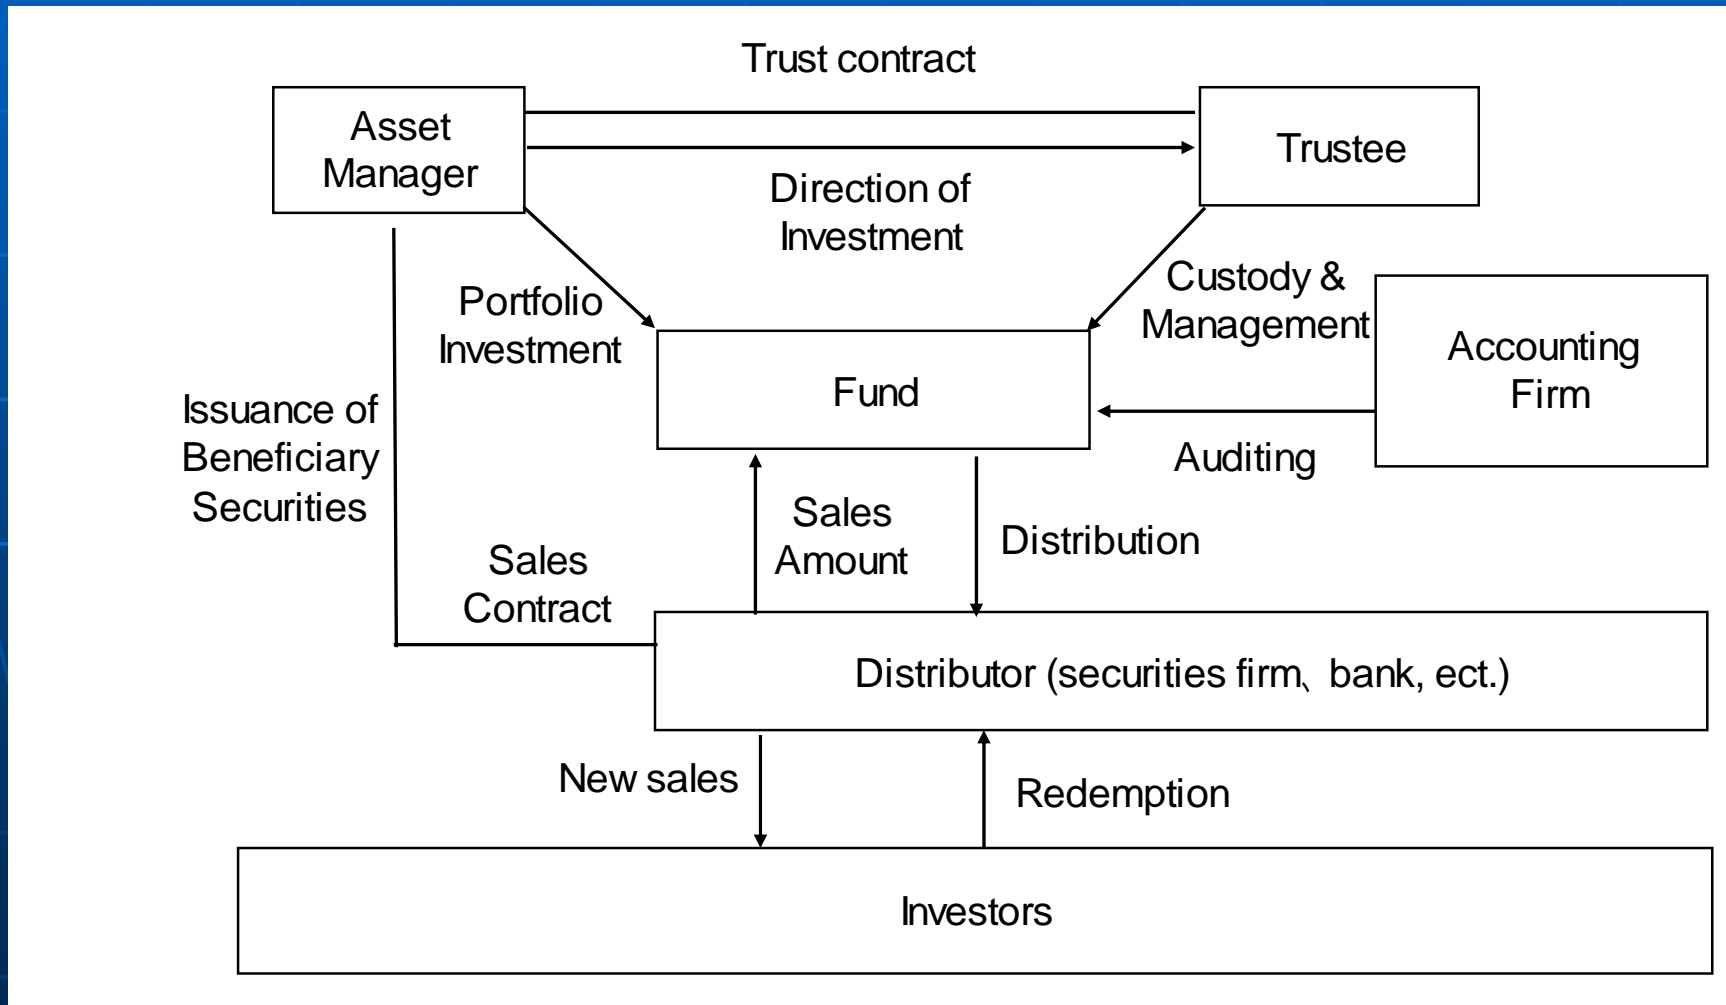 Trust contract
Asset
Manager
Trustee
Direction of
Investment
Portfolio
Investment
Custody &
Management
Accounting
Firm
Fund
Issuance of
Beneficiary
Securities
Auditing
Sales
Amount
Distribution
Sales
Contract
Distributor (securities firm、bank, ect.)
New sales
Redemption
Investors